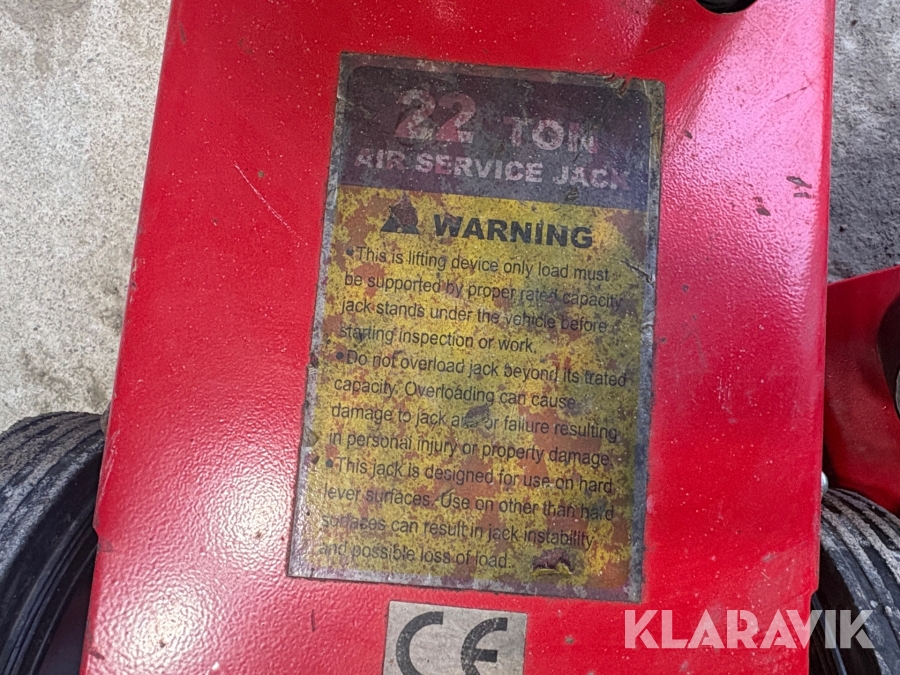 22 TON
AIR SERVICE JACK
WARNING
•This is lifting device only load must
be supported by proper rated capacity
jack stands under the vehicle before
starting inspection or work.
•Do not overload jack beyond its trated
capacity. Overloading can cause
damage to jack and or failure resulting
in personal injury or property damage.
•This jack is designed for use on hard
lever surfaces. Use on other than hard
surfaces can result in jack instability
and possible loss of load.
CE
KLARAVIK